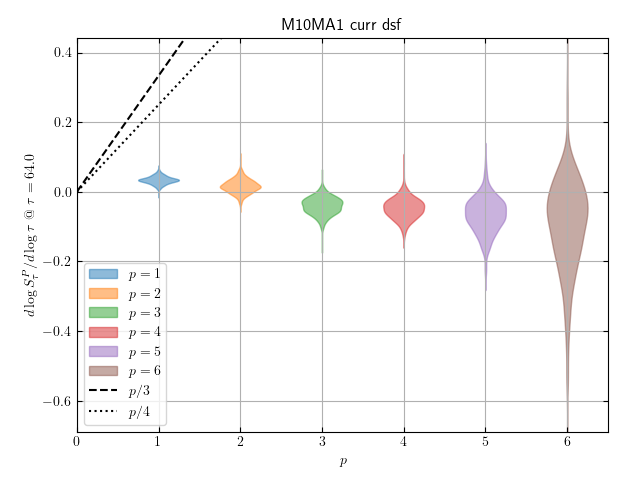 M10MA1 curr dsf
d log S_τ^P / d log τ @ τ = 64.0
0.4
0.2
0.0
−0.2
−0.4
−0.6
p = 1
p = 2
p = 3
p = 4
p = 5
p = 6
p/3
p/4
0 1 2 3 4 5 6
p